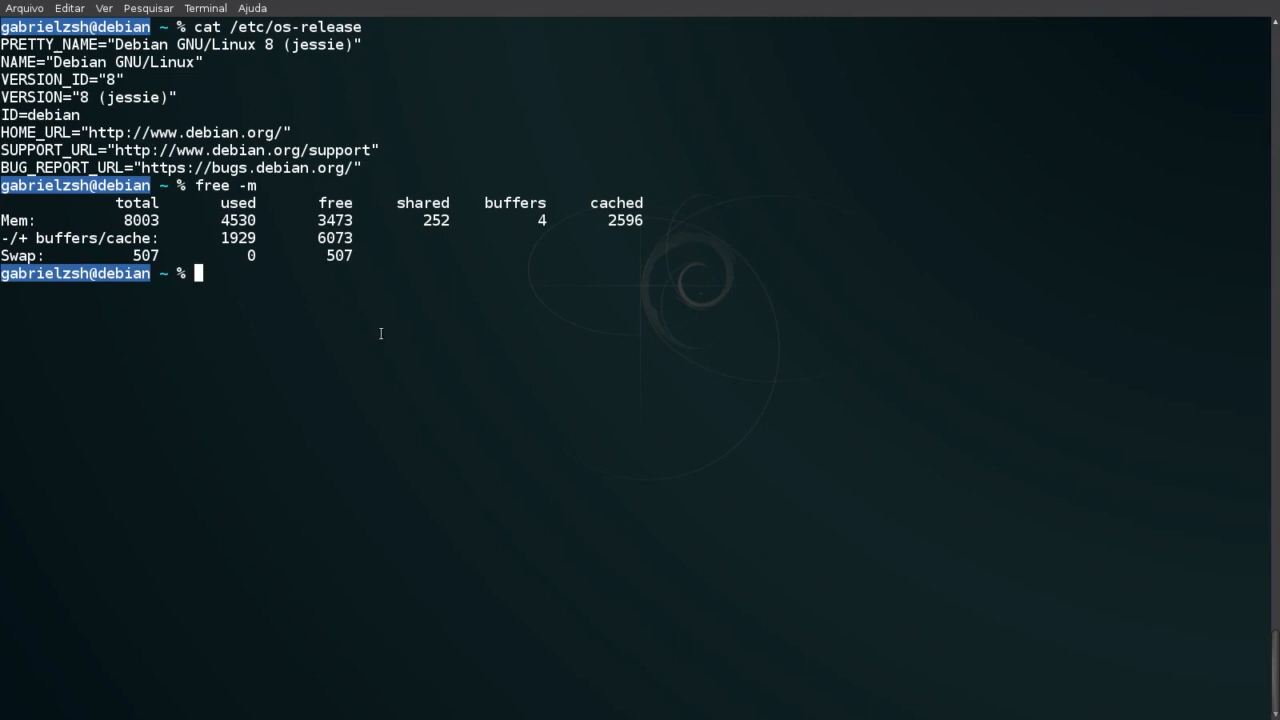 Arquivo Editar Ver Pesquisar Terminal Ajuda
gabrielzsh@debian ~ % cat /etc/os-release
PRETTY_NAME="Debian GNU/Linux 8 (jessie)"
NAME="Debian GNU/Linux"
VERSION_ID="8"
VERSION="8 (jessie)"
ID=debian
HOME_URL="http://www.debian.org/"
SUPPORT_URL="http://www.debian.org/support"
BUG_REPORT_URL="https://bugs.debian.org/"
gabrielzsh@debian ~ % free -m
total used free shared buffers cached
Mem: 8003 4530 3473 252 4 2596
-/+ buffers/cache: 1929 6073
Swap: 507 0 507
gabrielzsh@debian ~ %